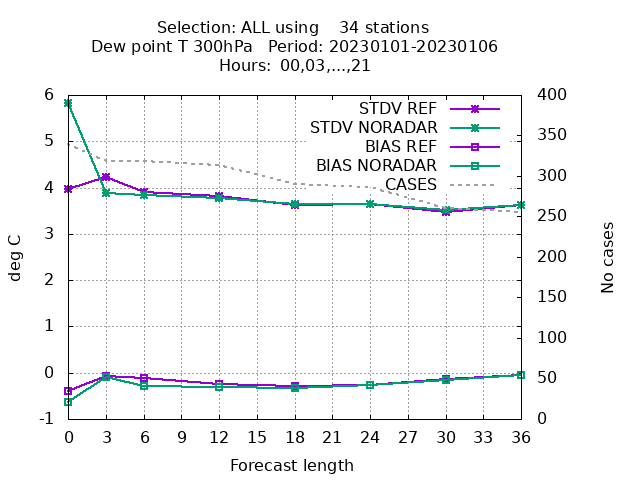 Selection: ALL using    34 stations
Dew point T 300hPa   Period: 20230101-20230106
Hours: 00,03,...,21
STDV REF
STDV NORADAR
BIAS REF
BIAS NORADAR
CASES
6
5
4
3
2
1
0
-1
deg C
400
350
300
250
200
150
100
50
0
No cases
0 3 6 9 12 15 18 21 24 27 30 33 36
Forecast length